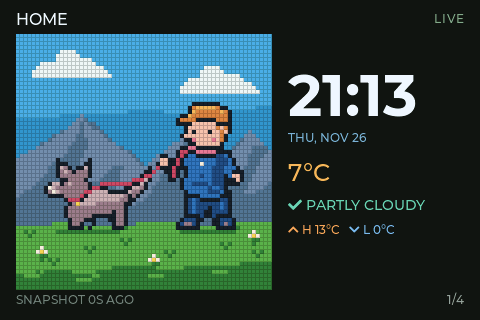 HOME
LIVE
21:13
THU, NOV 26
7°C
PARTLY CLOUDY
H 13°C L 0°C
SNAPSHOT 0S AGO
1/4